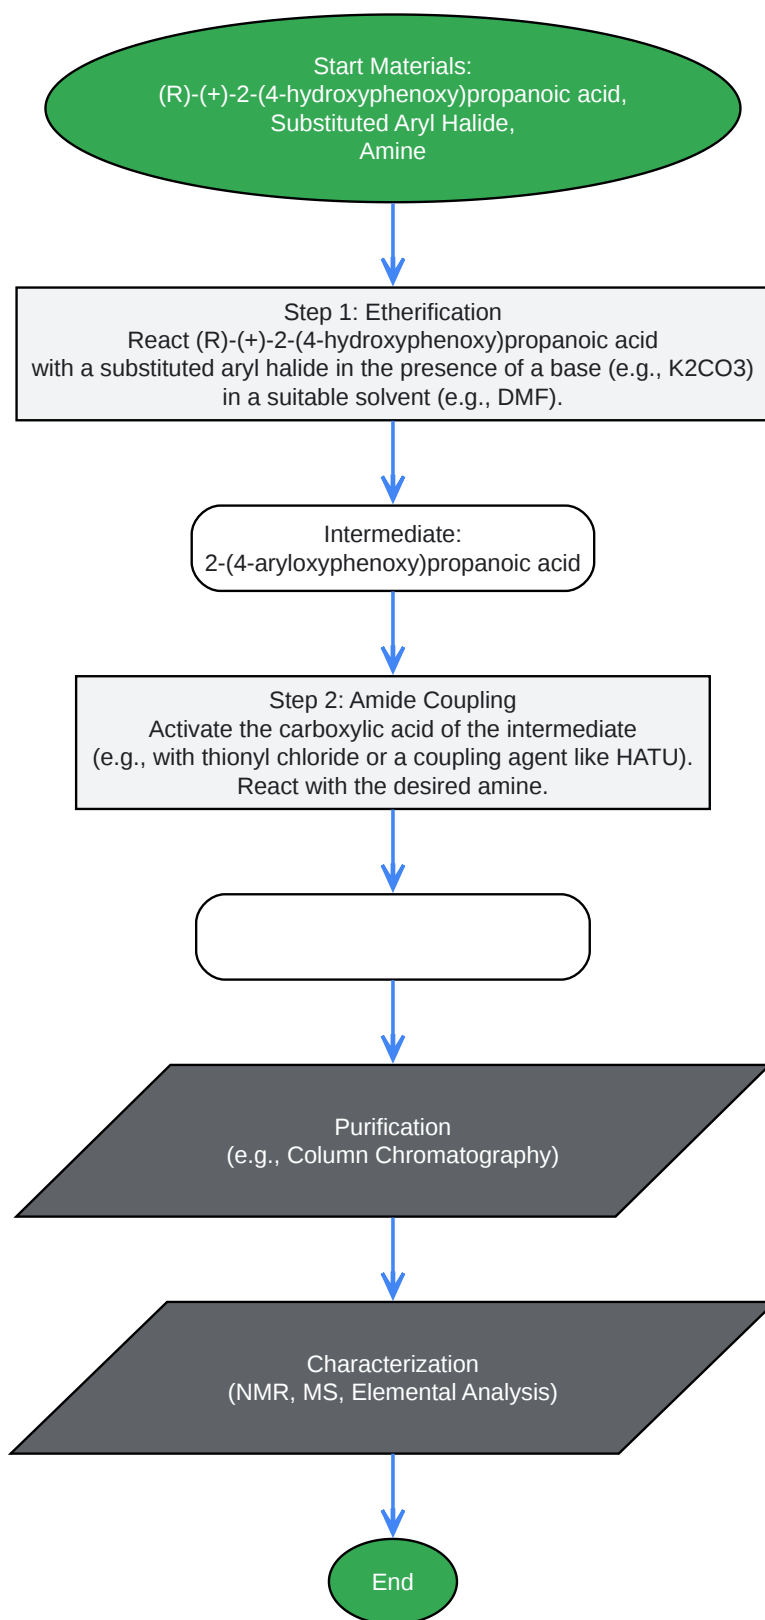 Start Materials:
(R)-(+)-2-(4-hydroxyphenoxy)propanoic acid,
Substituted Aryl Halide,
Amine
Step 1: Etherification
React (R)-(+)-2-(4-hydroxyphenoxy)propanoic acid
with a substituted aryl halide in the presence of a base (e.g., K2CO3)
in a suitable solvent (e.g., DMF).
Intermediate:
2-(4-aryloxyphenoxy)propanoic acid
Step 2: Amide Coupling
Activate the carboxylic acid of the intermediate
(e.g., with thionyl chloride or a coupling agent like HATU).
React with the desired amine.
Purification
(e.g., Column Chromatography)
Characterization
(NMR, MS, Elemental Analysis)
End